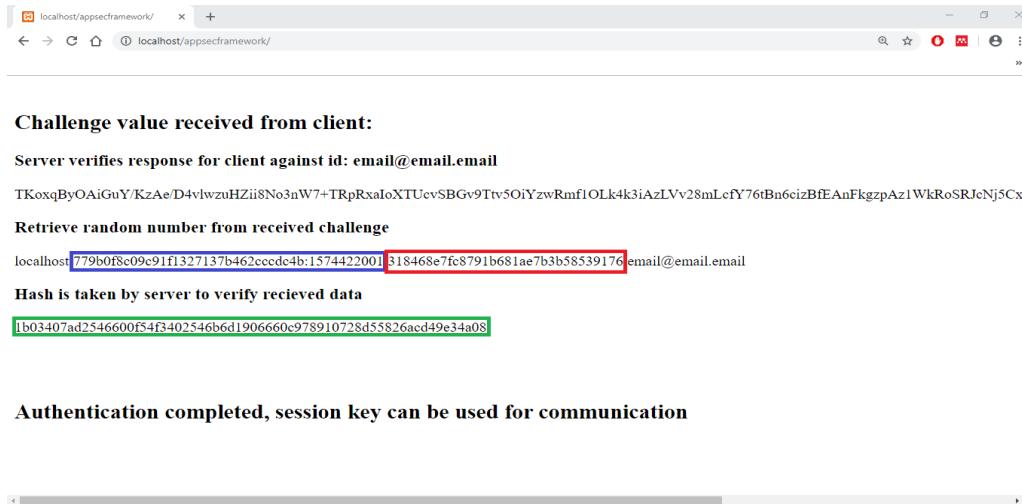 localhost/appsecframework/
localhost/appsecframework/
Challenge value received from client:
Server verifies response for client against id: email@email.email
TKoxqByOAiGuY/KzAe/D4vlwzuHZii8No3nW7+TRpRxaIoXTUcvSBGv9Ttv5OiYzwRmf1OLk4k3iAzLVv28mLcfY76tBn6cizBfEAnFkgzpAz1WkRoSRJcNj5Cx
Retrieve random number from received challenge
localhost 779b0f8c09c91f1327137b462cccdc4b:1574422001 318468e7fc8791b681ae7b3b58539176 email@email.email
Hash is taken by server to verify recieved data
1b03407ad2546600f54f3402546b6d1906660c978910728d55826acd49e34a08
Authentication completed, session key can be used for communication